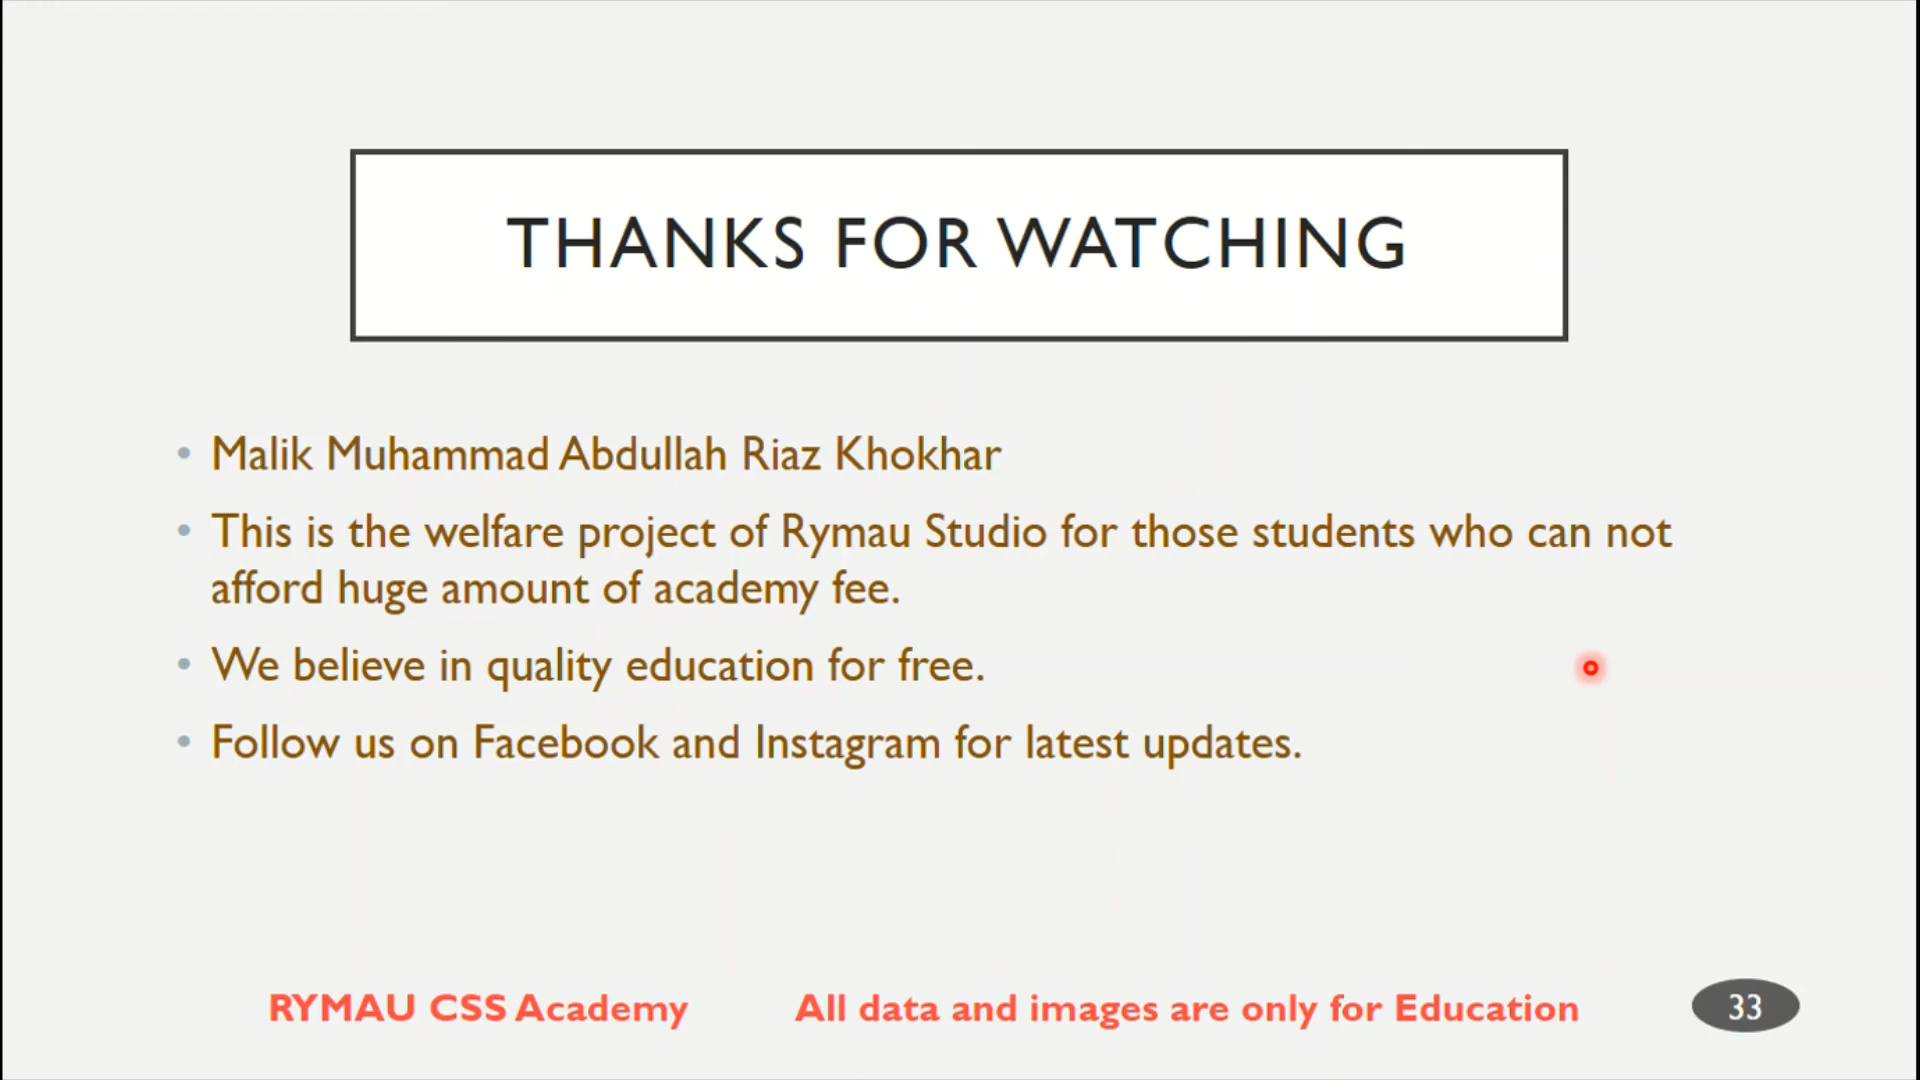 THANKS FOR WATCHING
• Malik Muhammad Abdullah Riaz Khokhar
• This is the welfare project of Rymau Studio for those students who can not
afford huge amount of academy fee.
• We believe in quality education for free.
• Follow us on Facebook and Instagram for latest updates.
RYMAU CSS Academy
All data and images are only for Education
33